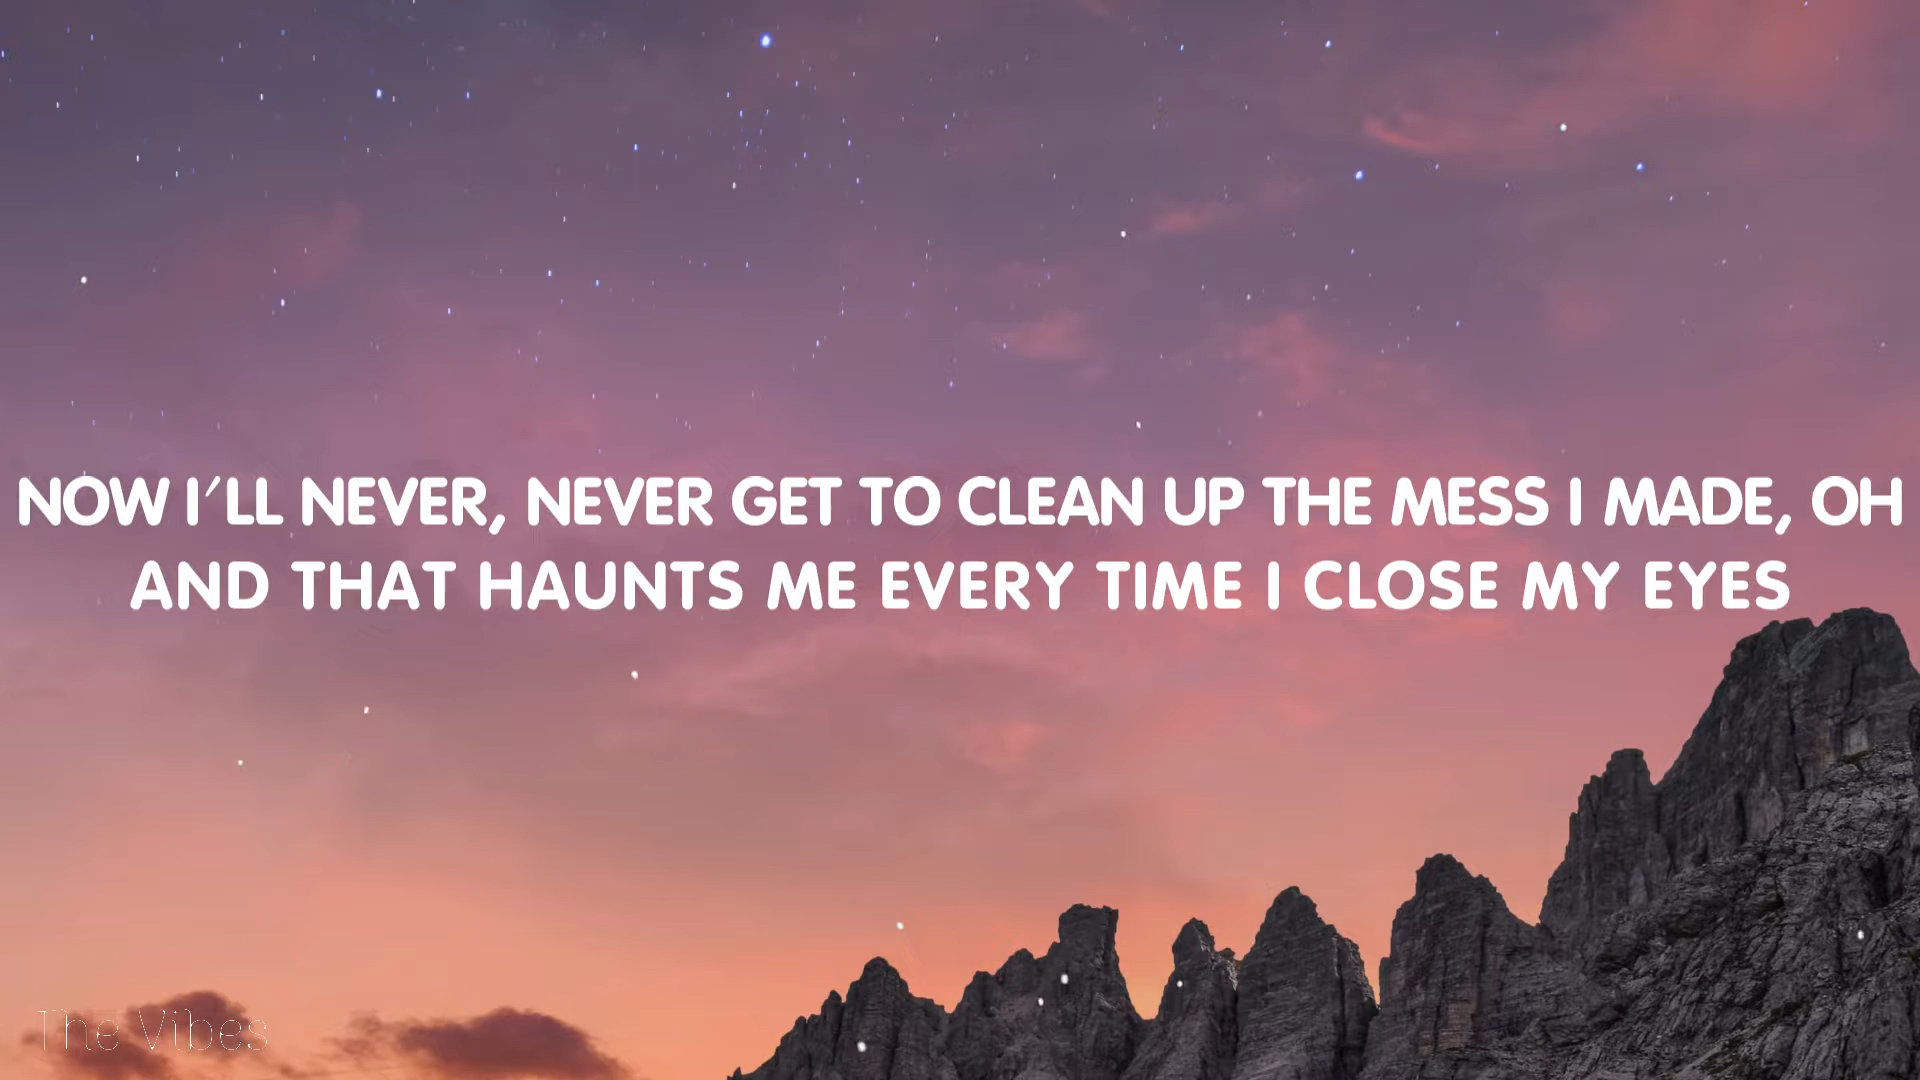 NOW I'LL NEVER, NEVER GET TO CLEAN UP THE MESS I MADE, OH
AND THAT HAUNTS ME EVERY TIME I CLOSE MY EYES
The Vibes